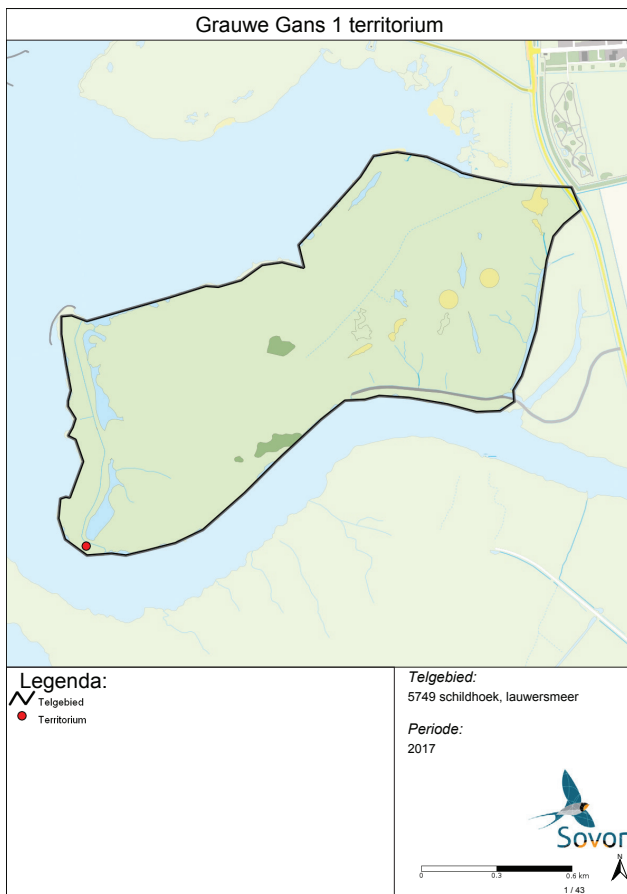 Grauwe Gans 1 territorium
Legenda:
Telgebied
Territorium
Telgebied:
5749 schildhoek, lauwersmeer
Periode:
2017
Sovon
N
0 0.3 0.6 km
1 / 43